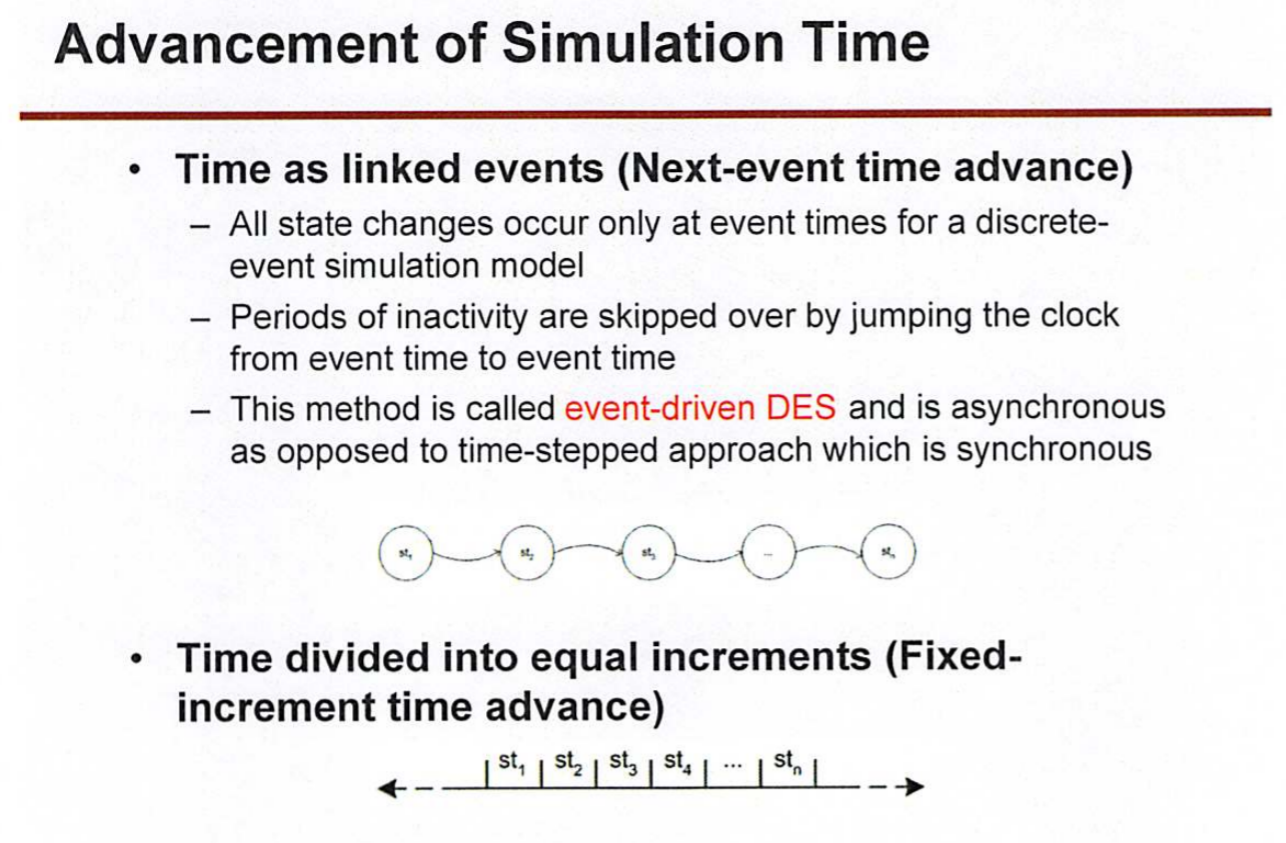 Advancement of Simulation Time
• Time as linked events (Next-event time advance)
– All state changes occur only at event times for a discrete-
event simulation model
– Periods of inactivity are skipped over by jumping the clock
from event time to event time
– This method is called event-driven DES and is asynchronous
as opposed to time-stepped approach which is synchronous
st₁ st₂ st₃ ... stₙ
• Time divided into equal increments (Fixed-
increment time advance)
st₁ st₂ st₃ st₄ ... stₙ